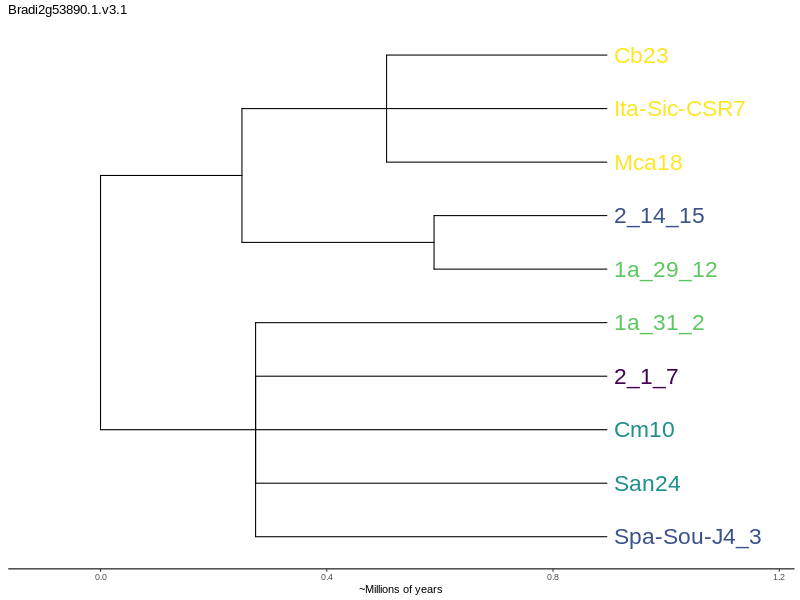 Bradi2g53890.1.v3.1
Cb23
Ita-Sic-CSR7
Mca18
2_14_15
1a_29_12
1a_31_2
2_1_7
Cm10
San24
Spa-Sou-J4_3
0.0 0.4 0.8 1.2
~Millions of years